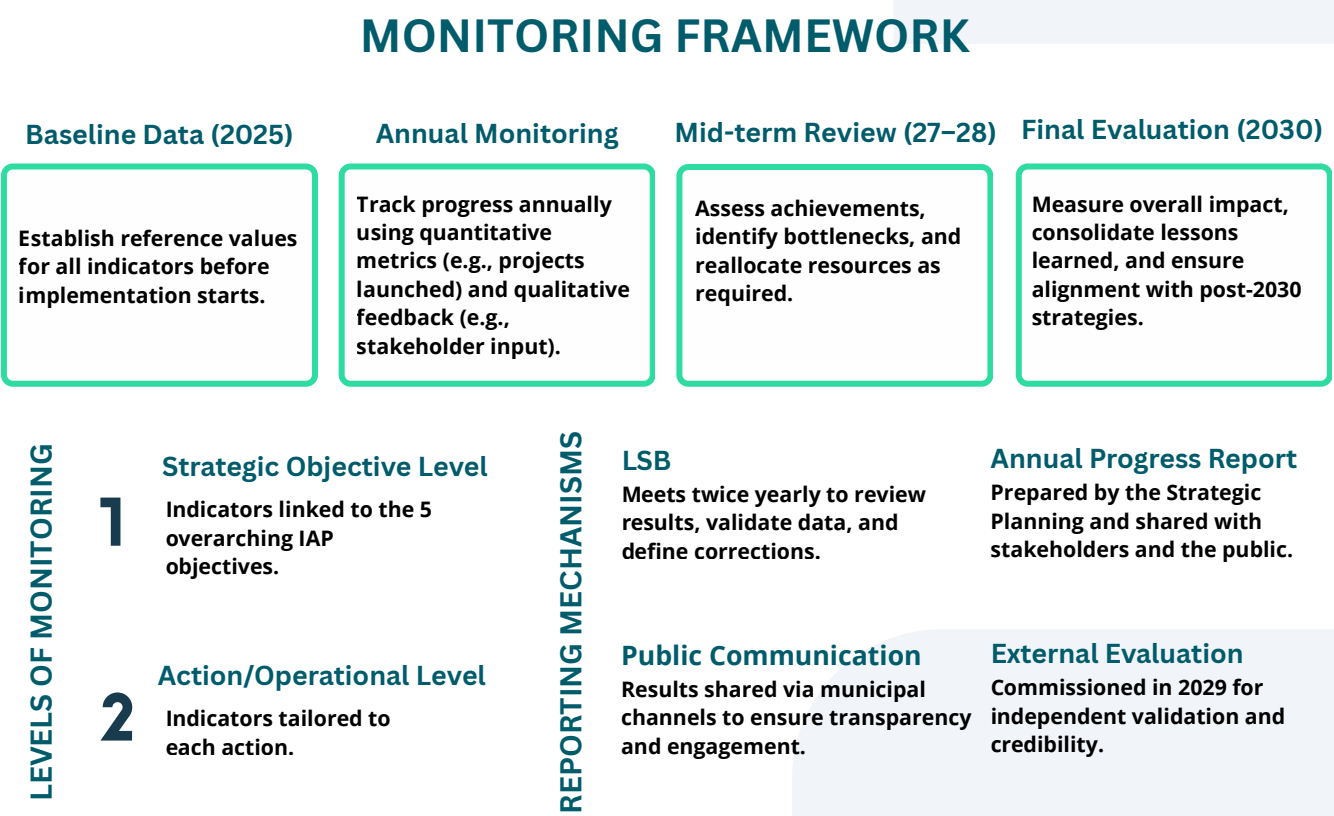 MONITORING FRAMEWORK
Baseline Data (2025)
Establish reference values
for all indicators before
implementation starts.
Annual Monitoring
Track progress annually
using quantitative
metrics (e.g., projects
launched) and qualitative
feedback (e.g.,
stakeholder input).
Mid-term Review (27–28)
Assess achievements,
identify bottlenecks, and
reallocate resources as
required.
Final Evaluation (2030)
Measure overall impact,
consolidate lessons
learned, and ensure
alignment with post-2030
strategies.
LEVELS OF MONITORING
1
Strategic Objective Level
Indicators linked to the 5
overarching IAP
objectives.
2
Action/Operational Level
Indicators tailored to
each action.
REPORTING MECHANISMS
LSB
Meets twice yearly to review
results, validate data, and
define corrections.
Annual Progress Report
Prepared by the Strategic
Planning and shared with
stakeholders and the public.
Public Communication
Results shared via municipal
channels to ensure transparency
and engagement.
External Evaluation
Commissioned in 2029 for
independent validation and
credibility.